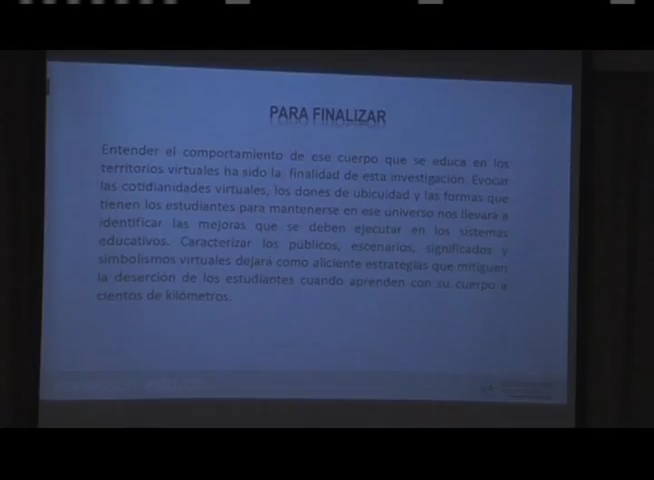 PARA FINALIZAR
Entender el comportamiento de ese cuerpo que se educa en los
territorios virtuales ha sido la finalidad de esta investigación. Evocar
las cotidianidades virtuales, los dones de ubicuidad y las formas que
tienen los estudiantes para mantenerse en ese universo nos llevará a
identificar las mejoras que se deben ejecutar en los sistemas
educativos. Caracterizar los públicos, escenarios, significados y
simbolismos virtuales dejará como aliciente estrategias que mitiguen
la deserción de los estudiantes cuando aprenden con su cuerpo a
cientos de kilómetros.